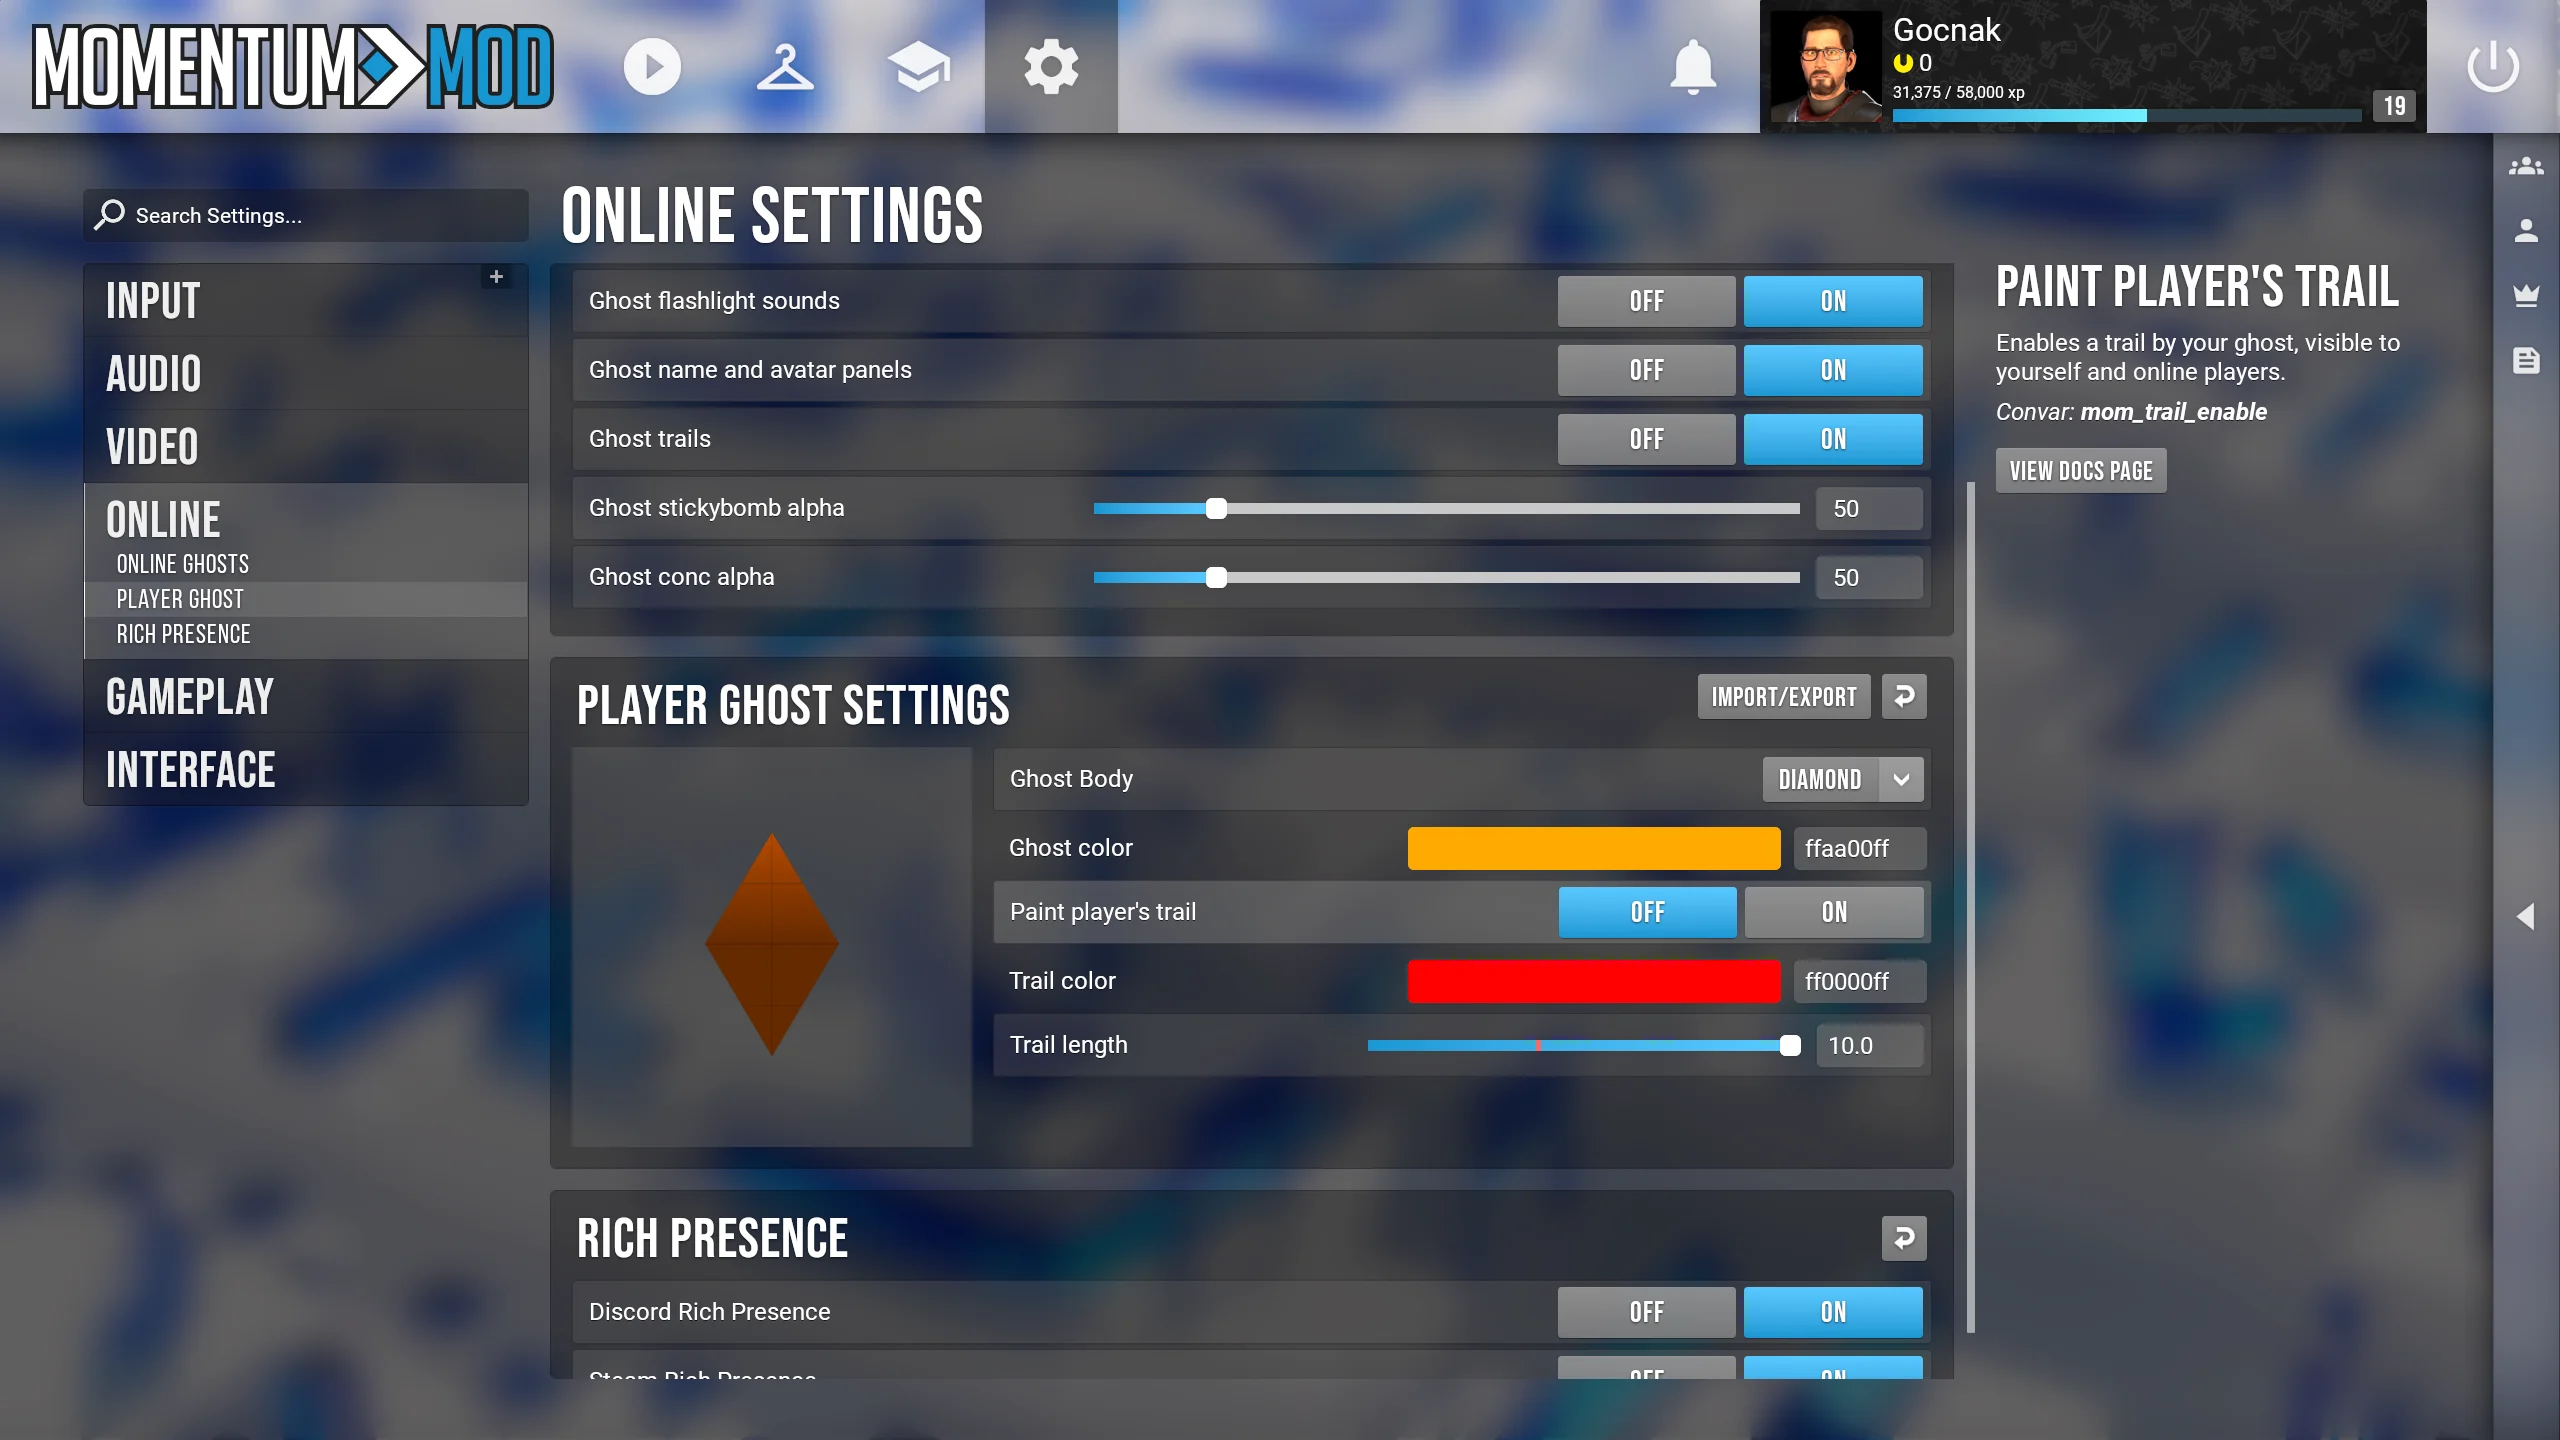 MOMENTUM MOD
Gocnak
0
31,375 / 58,000 xp
19
Search Settings...
INPUT
+
AUDIO
VIDEO
ONLINE
ONLINE GHOSTS
PLAYER GHOST
RICH PRESENCE
GAMEPLAY
INTERFACE
ONLINE SETTINGS
Ghost flashlight sounds OFF ON
Ghost name and avatar panels OFF ON
Ghost trails OFF ON
Ghost stickybomb alpha 50
Ghost conc alpha 50
PLAYER GHOST SETTINGS IMPORT/EXPORT
Ghost Body DIAMOND
Ghost color ffaa00ff
Paint player's trail OFF ON
Trail color ff0000ff
Trail length 10.0
RICH PRESENCE
Discord Rich Presence OFF ON
Steam Rich Presence OFF ON
PAINT PLAYER'S TRAIL
Enables a trail by your ghost, visible to
yourself and online players.
Convar: mom_trail_enable
VIEW DOCS PAGE